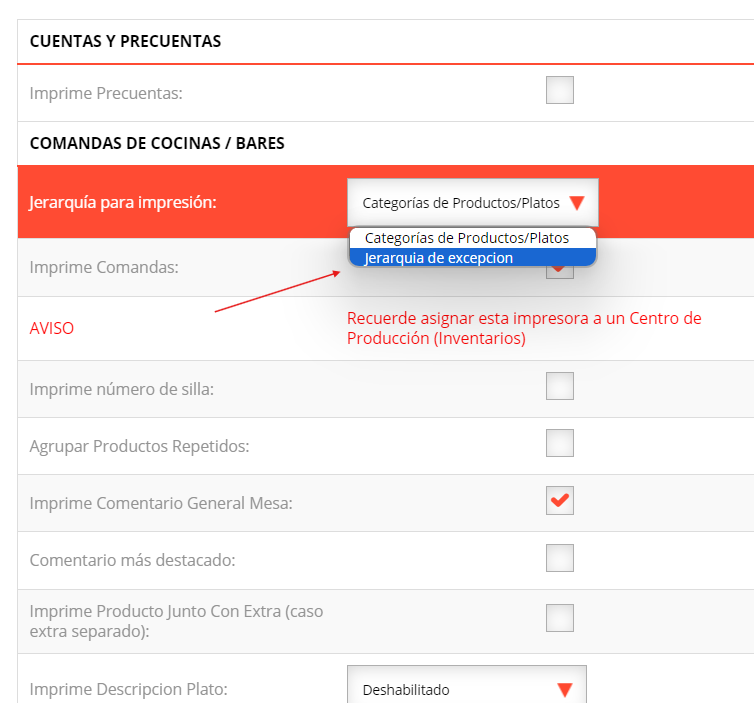 CUENTAS Y PRECUENTAS
Imprime Precuentas:
COMANDAS DE COCINAS / BARES
Jerarquía para impresión:
Categorías de Productos/Platos
Categorías de Productos/Platos
Jerarquia de excepcion
Imprime Comandas:
AVISO
Recuerde asignar esta impresora a un Centro de
Producción (Inventarios)
Imprime número de silla:
Agrupar Productos Repetidos:
Imprime Comentario General Mesa:
Comentario más destacado:
Imprime Producto Junto Con Extra (caso
extra separado):
Imprime Descripcion Plato:
Deshabilitado